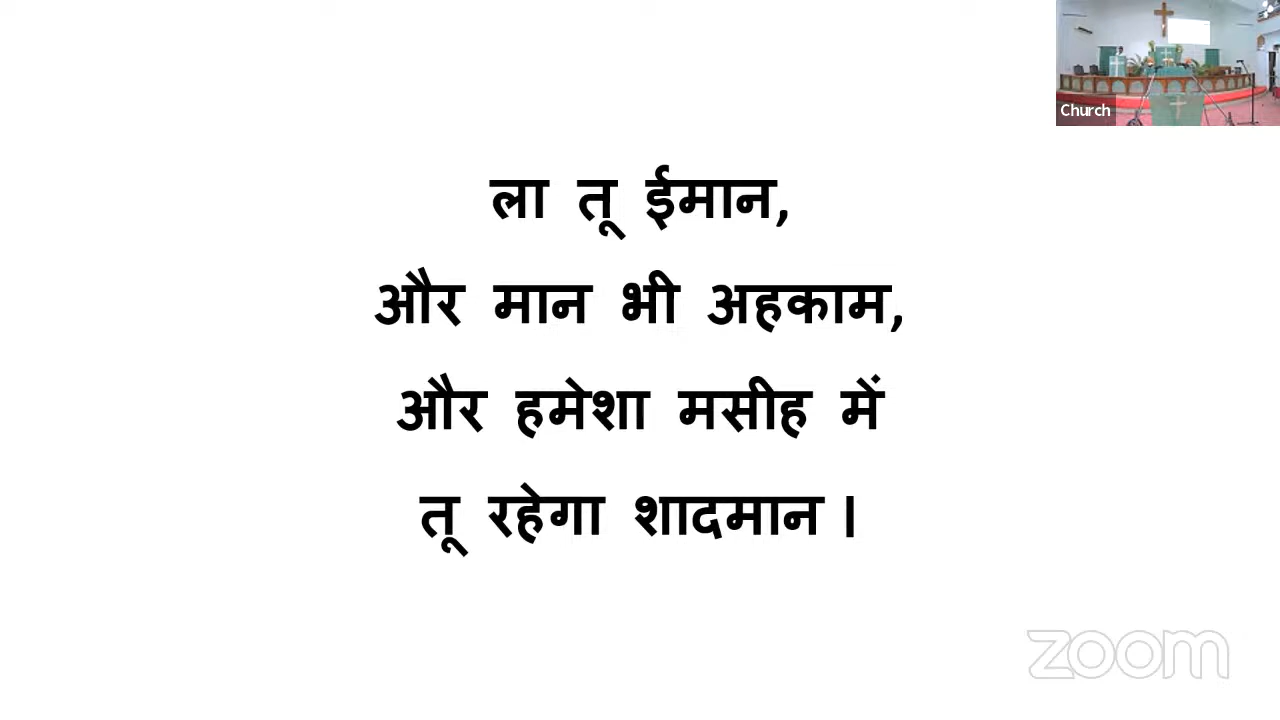 Church
ला तू ईमान,
और मान भी अहकाम,
और हमेशा मसीह में
तू रहेगा शादमान।
zoom